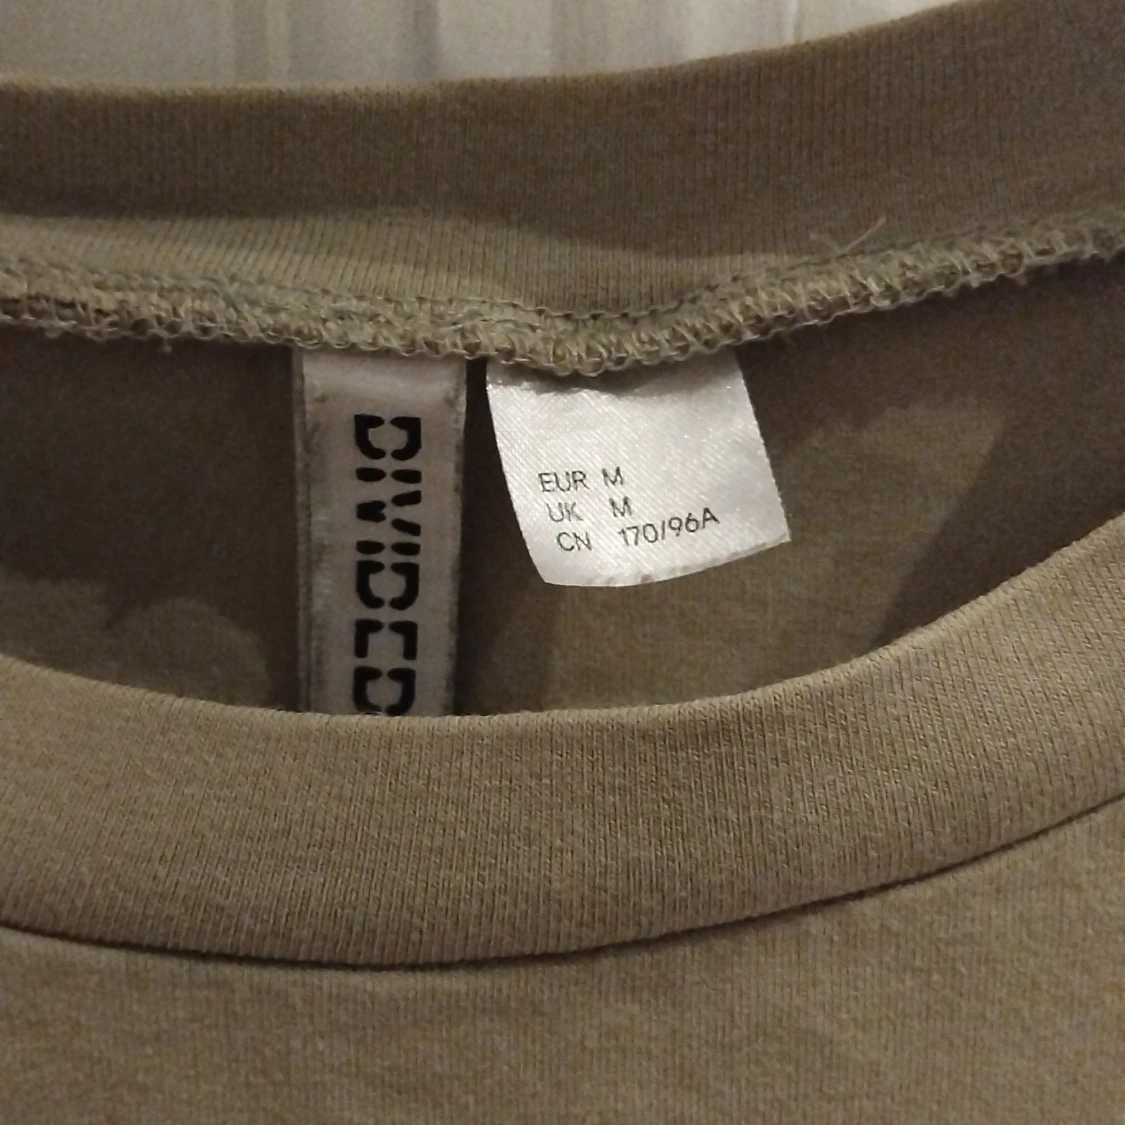 DIVIDED
EUR M
UK M
CN 170/96A